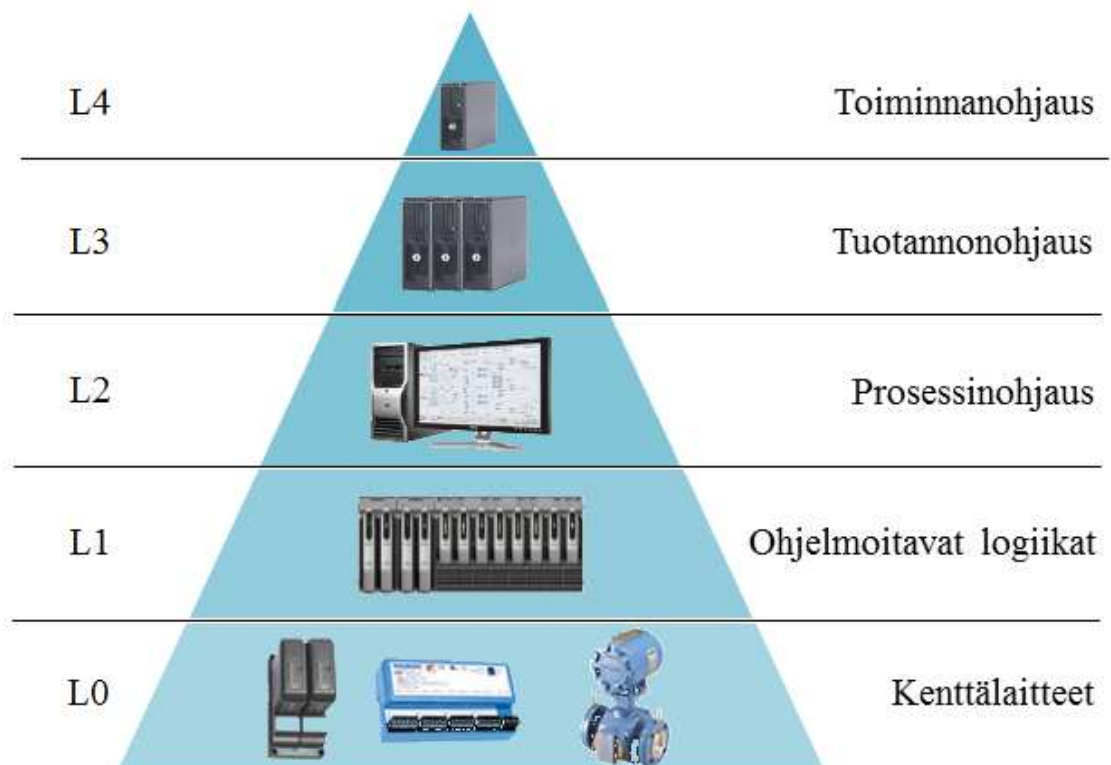 L4 Toiminnanohjaus
L3 Tuotannonohjaus
L2 Prosessinohjaus
L1 Ohjelmoitavat logiikat
L0 Kenttälaitteet